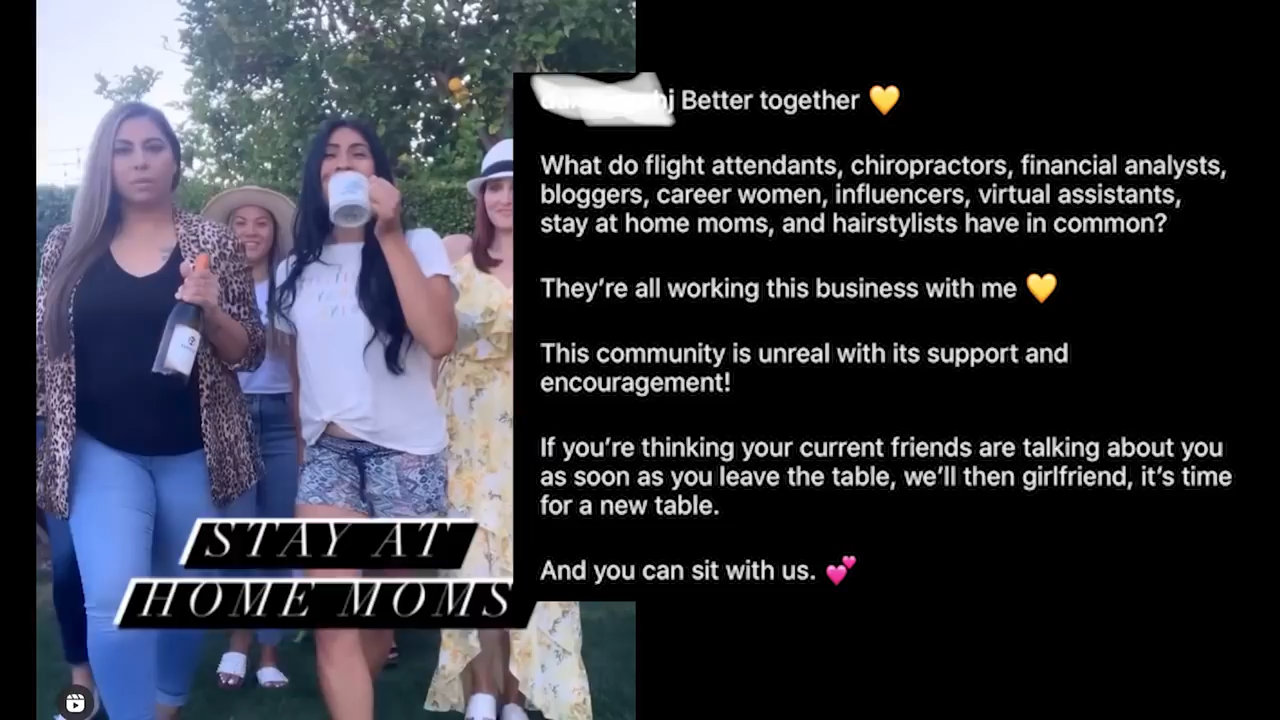 Better together 💛
What do flight attendants, chiropractors, financial analysts,
bloggers, career women, influencers, virtual assistants,
stay at home moms, and hairstylists have in common?
They're all working this business with me 💛
This community is unreal with its support and
encouragement!
If you're thinking your current friends are talking about you
as soon as you leave the table, we'll then girlfriend, it's time
for a new table.
And you can sit with us. 💕
STAY AT
HOME MOMS